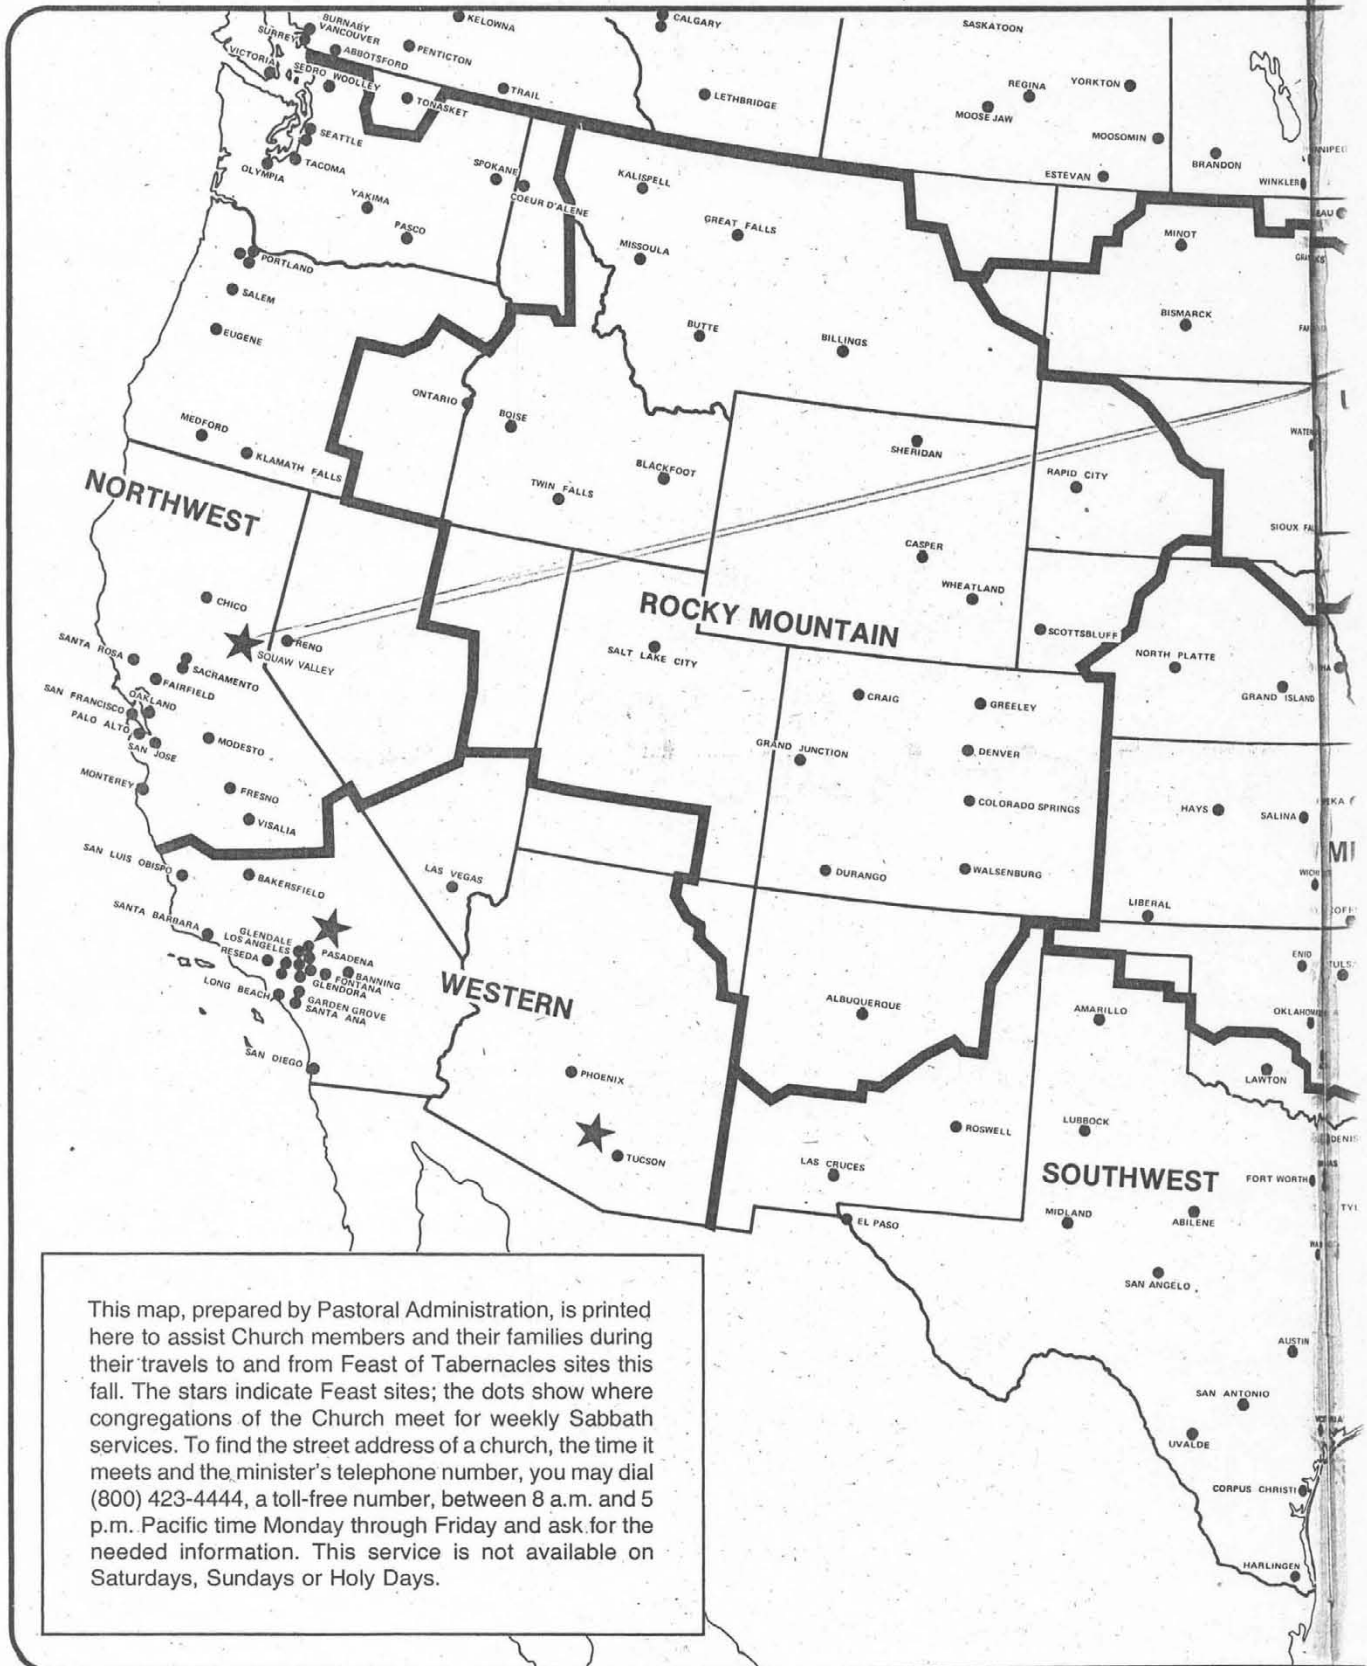 BURNABY
KELOWNA
CALGARY
SASKATOON
SURREY
VANCOUVER
PENTICTON
VICTORIA
ABBOTSFORD
SEDRO WOOLLEY
TRAIL
LETHBRIDGE
REGINA
YORKTON
TONASKET
MOOSE JAW
MOOSOMIN
SEATTLE
BRANDON
OLYMPIA
TACOMA
SPOKANE
KALISPELL
ESTEVAN
WINKLER
YAKIMA
COEUR D'ALENE
PASCO
GREAT FALLS
MINOT
MISSOULA
PORTLAND
SALEM
BISMARCK
EUGENE
BUTTE
BILLINGS
ONTARIO
BOISE
MEDFORD
KLAMATH FALLS
SHERIDAN
BLACKFOOT
RAPID CITY
TWIN FALLS
NORTHWEST
CASPER
WHEATLAND
CHICO
ROCKY MOUNTAIN
SCOTTSBLUFF
RENO
SQUAW VALLEY
SALT LAKE CITY
NORTH PLATTE
SANTA ROSA
SACRAMENTO
FAIRFIELD
GRAND ISLAND
CRAIG
GREELEY
SAN FRANCISCO
OAKLAND
PALO ALTO
SAN JOSE
MODESTO
GRAND JUNCTION
DENVER
MONTEREY
FRESNO
COLORADO SPRINGS
HAYS
SALINA
VISALIA
SAN LUIS OBISPO
BAKERSFIELD
LAS VEGAS
DURANGO
WALSENBURG
LIBERAL
SANTA BARBARA
GLENDALE
LOS ANGELES
PASADENA
RESEDA
BANNING
FONTANA
GLENDORA
LONG BEACH
GARDEN GROVE
SANTA ANA
ENID
WESTERN
ALBUQUERQUE
AMARILLO
SAN DIEGO
PHOENIX
LAWTON
TUCSON
ROSWELL
LUBBOCK
LAS CRUCES
SOUTHWEST
FORT WORTH
EL PASO
MIDLAND
ABILENE
SAN ANGELO
AUSTIN
SAN ANTONIO
UVALDE
CORPUS CHRISTI
HARLINGEN
This map, prepared by Pastoral Administration, is printed
here to assist Church members and their families during
their travels to and from Feast of Tabernacles sites this
fall. The stars indicate Feast sites; the dots show where
congregations of the Church meet for weekly Sabbath
services. To find the street address of a church, the time it
meets and the minister's telephone number, you may dial
(800) 423-4444, a toll-free number, between 8 a.m. and 5
p.m. Pacific time Monday through Friday and ask for the
needed information. This service is not available on
Saturdays, Sundays or Holy Days.